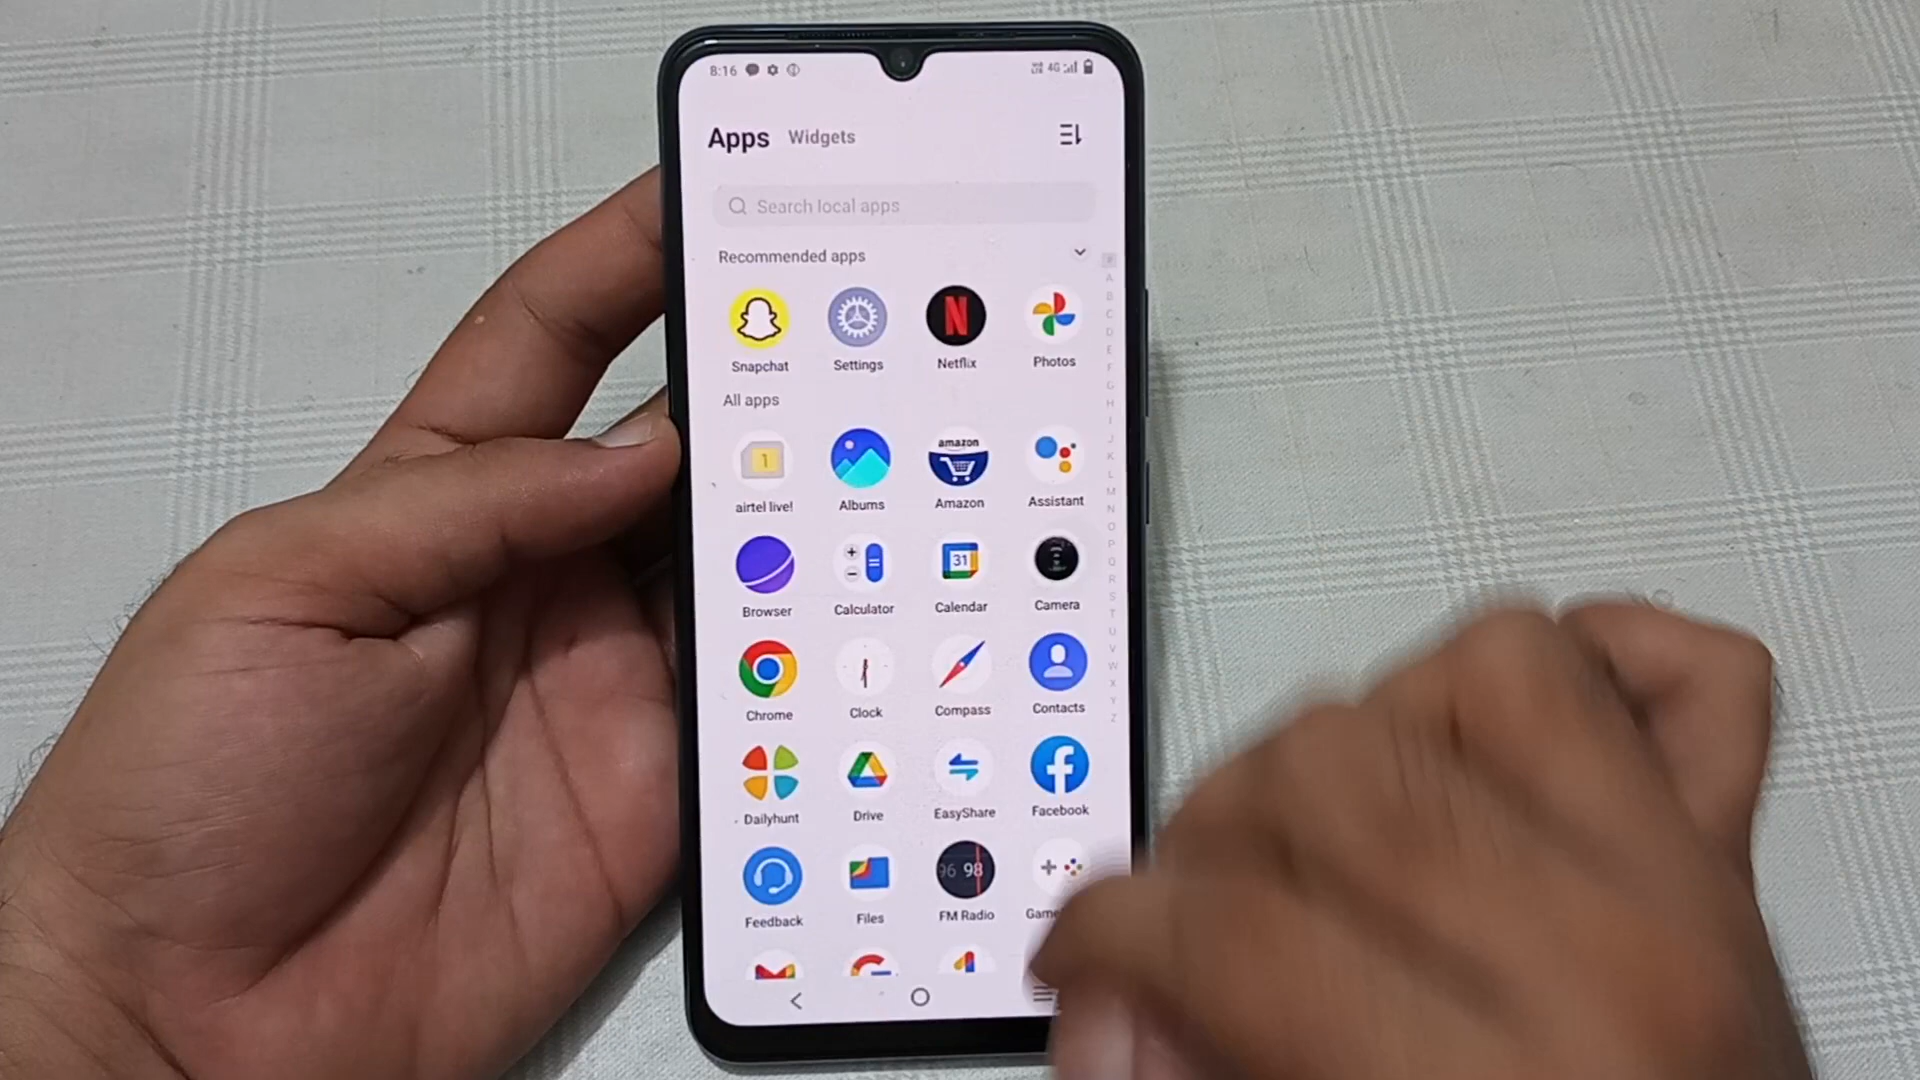 8:16 4G
Apps Widgets
Search local apps
Recommended apps
Snapchat Settings Netflix Photos
All apps
1 amazon
airtel live! Albums Amazon Assistant
31
Browser Calculator Calendar Camera
Chrome Clock Compass Contacts
Dailyhunt Drive EasyShare Facebook
96 98
Feedback Files FM Radio Game
#
A
B
C
D
E
F
G
H
I
J
K
L
M
N
O
P
Q
R
S
T
U
V
W
X
Y
Z